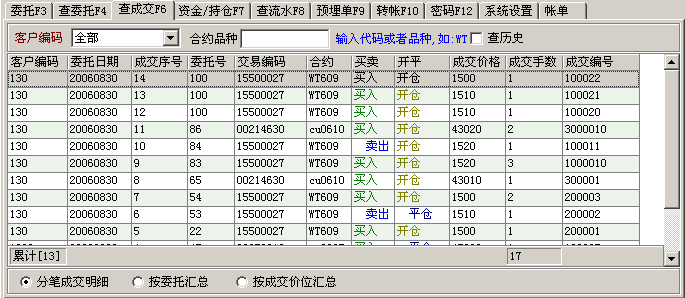 委托F3 查委托F4 查成交F6 资金/持仓F7 查流水F8 预埋单F9 转帐F10 密码F12 系统设置 帐单
客户编码 全部 合约品种 输入代码或者品种,如:WT 查历史
客户编码 委托日期 成交序号 委托号 交易编码 合约 买卖 开平 成交价格 成交手数 成交编号
130 20060830 14 100 15500027 WT609 买入 开仓 1500 1 100022
130 20060830 13 100 15500027 WT609 买入 开仓 1510 1 100021
130 20060830 12 100 15500027 WT609 买入 开仓 1510 1 100020
130 20060830 11 86 00214630 cu0610 买入 开仓 43020 2 3000010
130 20060830 10 84 15500027 WT609 卖出 开仓 1520 1 100011
130 20060830 9 83 15500027 WT609 买入 开仓 1520 3 1000010
130 20060830 8 65 00214630 cu0610 买入 开仓 43010 1 300001
130 20060830 7 54 15500027 WT609 买入 开仓 1500 2 200003
130 20060830 6 53 15500027 WT609 卖出 平仓 1510 1 200002
130 20060830 5 22 15500027 WT609 买入 开仓 1500 1 200001
累计[13] 17
分笔成交明细 按委托汇总 按成交价位汇总